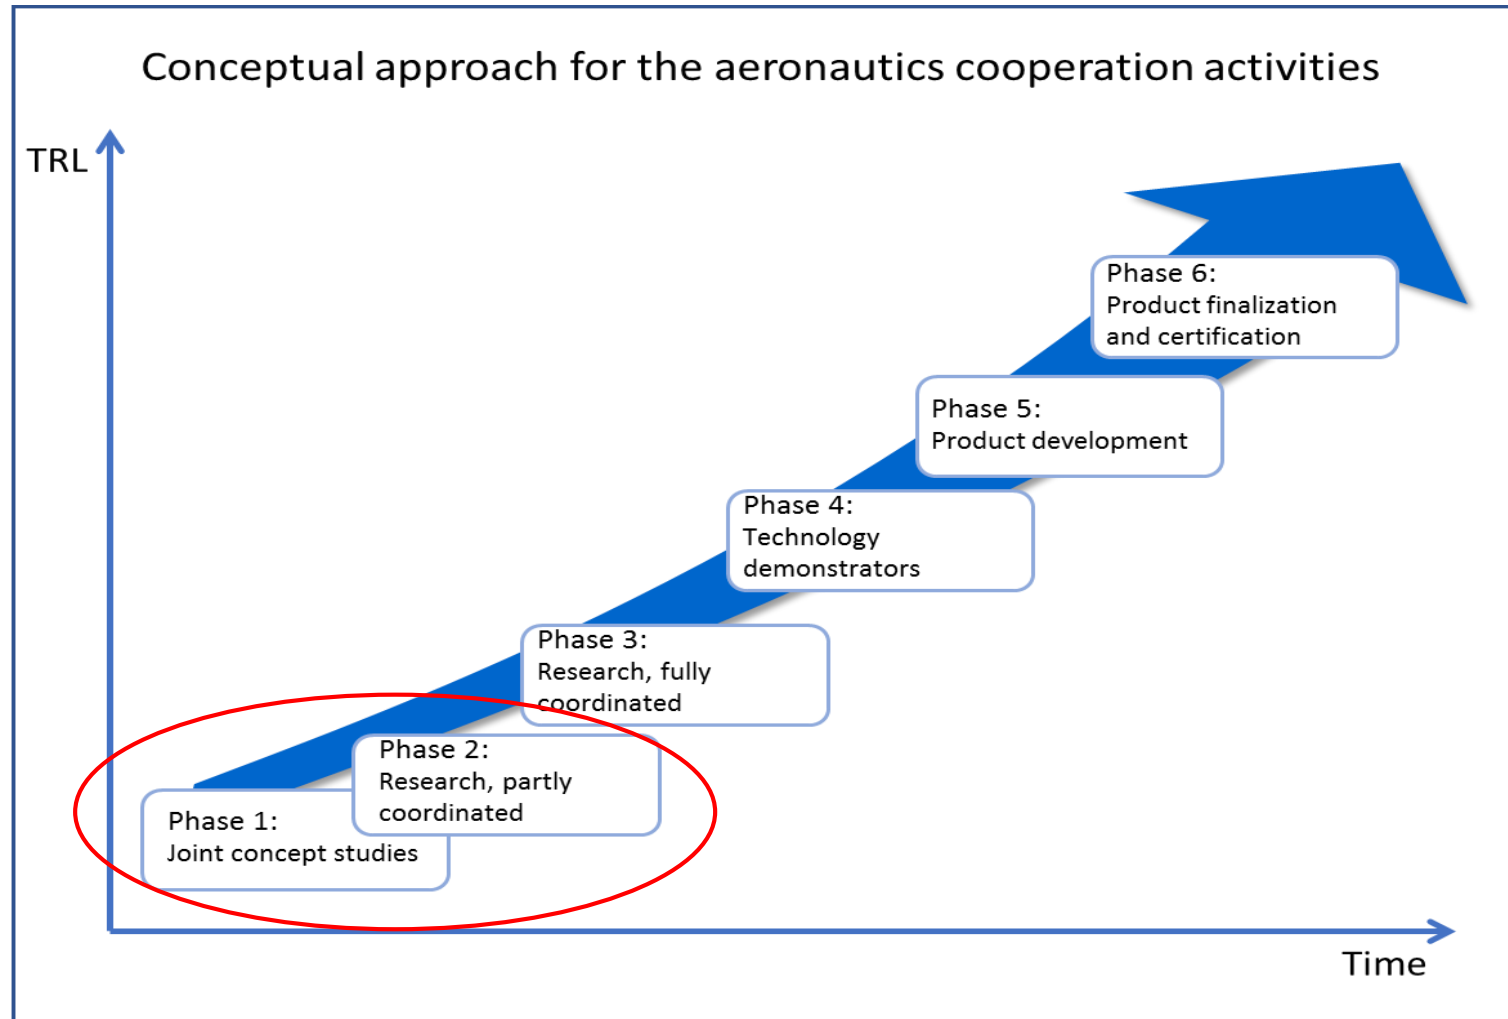 Conceptual approach for the aeronautics cooperation activities
TRL
Phase 6:
Product finalization
and certification
Phase 5:
Product development
Phase 4:
Technology
demonstrators
Phase 3:
Research, fully
coordinated
Phase 2:
Research, partly
coordinated
Phase 1:
Joint concept studies
Time